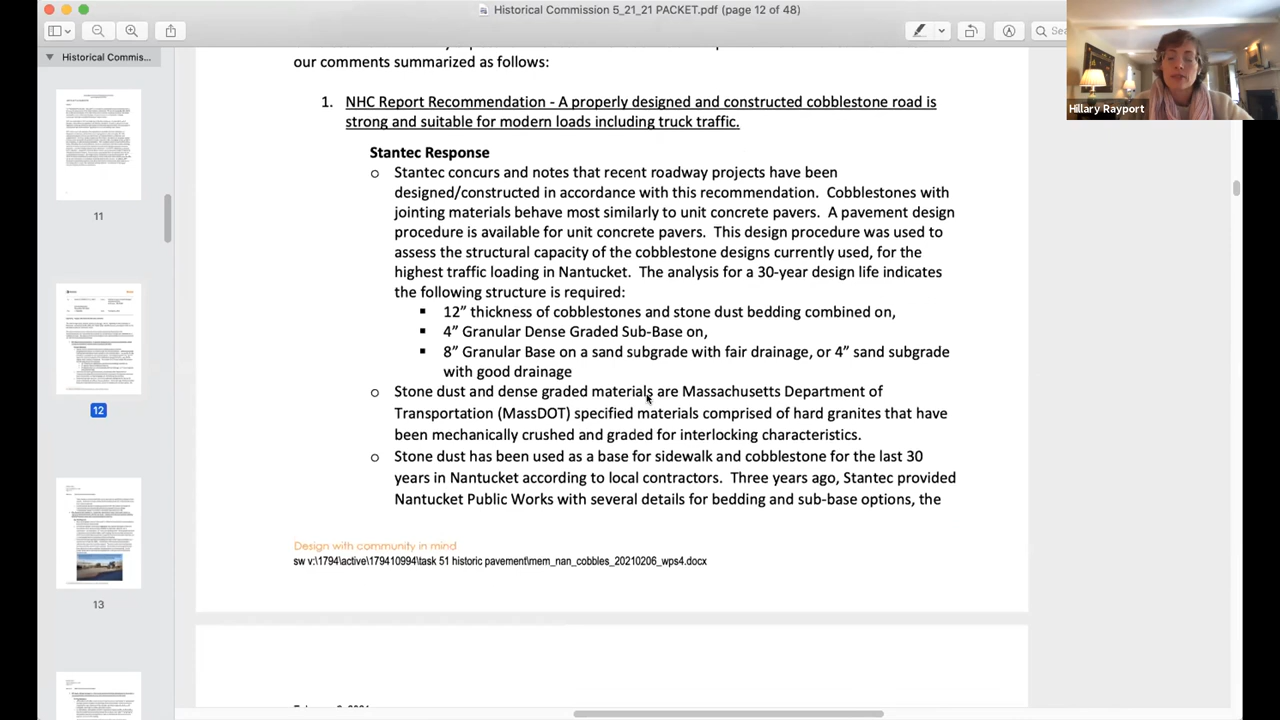 Historical Commission 5_21_21 PACKET.pdf (page 12 of 48)
Historical Commis...
Hillary Rayport
11
12
13
our comments summarized as follows:
1. NHC Report Recommendation - A properly designed and constructed cobblestone road is
strong and suitable for modern loads including truck traffic.
Stantec Response
o Stantec concurs and notes that recent roadway projects have been
designed/constructed in accordance with this recommendation. Cobblestones with
jointing materials behave most similarly to unit concrete pavers. A pavement design
procedure is available for unit concrete pavers. This design procedure was used to
assess the structural capacity of the cobblestone designs currently used, for the
highest traffic loading in Nantucket. The analysis for a 30-year design life indicates
the following structure is required:
▪ 12” thickness of cobblestones and stone dust bedding combined on,
▪ 4” Granular Dense Graded Sub-Base on,
▪ 8” Granular Base on a sand subgrade with fair drainage, or 4” sand subgrade
with good drainage
o Stone dust and dense graded materials are Massachusetts Department of
Transportation (MassDOT) specified materials comprised of hard granites that have
been mechanically crushed and graded for interlocking characteristics.
o Stone dust has been used as a base for sidewalk and cobblestone for the last 30
years in Nantucket according to local contractors. Three years ago, Stantec provided
Nantucket Public Works with several details for bedding and sub-base options, the
Design with community in mind
sw v:\1794\active\179410994\task 51 historic pavement\mem_nan_cobbles_20210206_wps4.docx